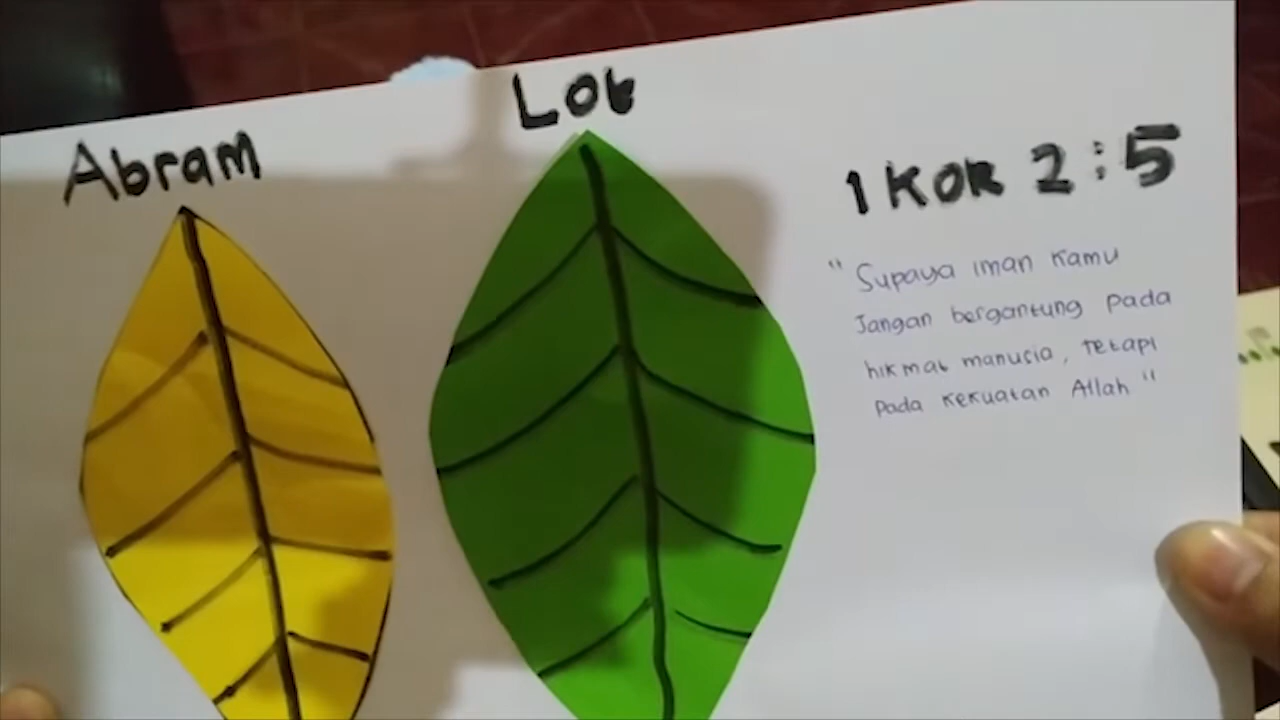 Abram
Lot
1 KOR 2:5
"Supaya iman kamu
Jangan bergantung pada
hikmat manusia, tetapi
pada kekuatan Allah"